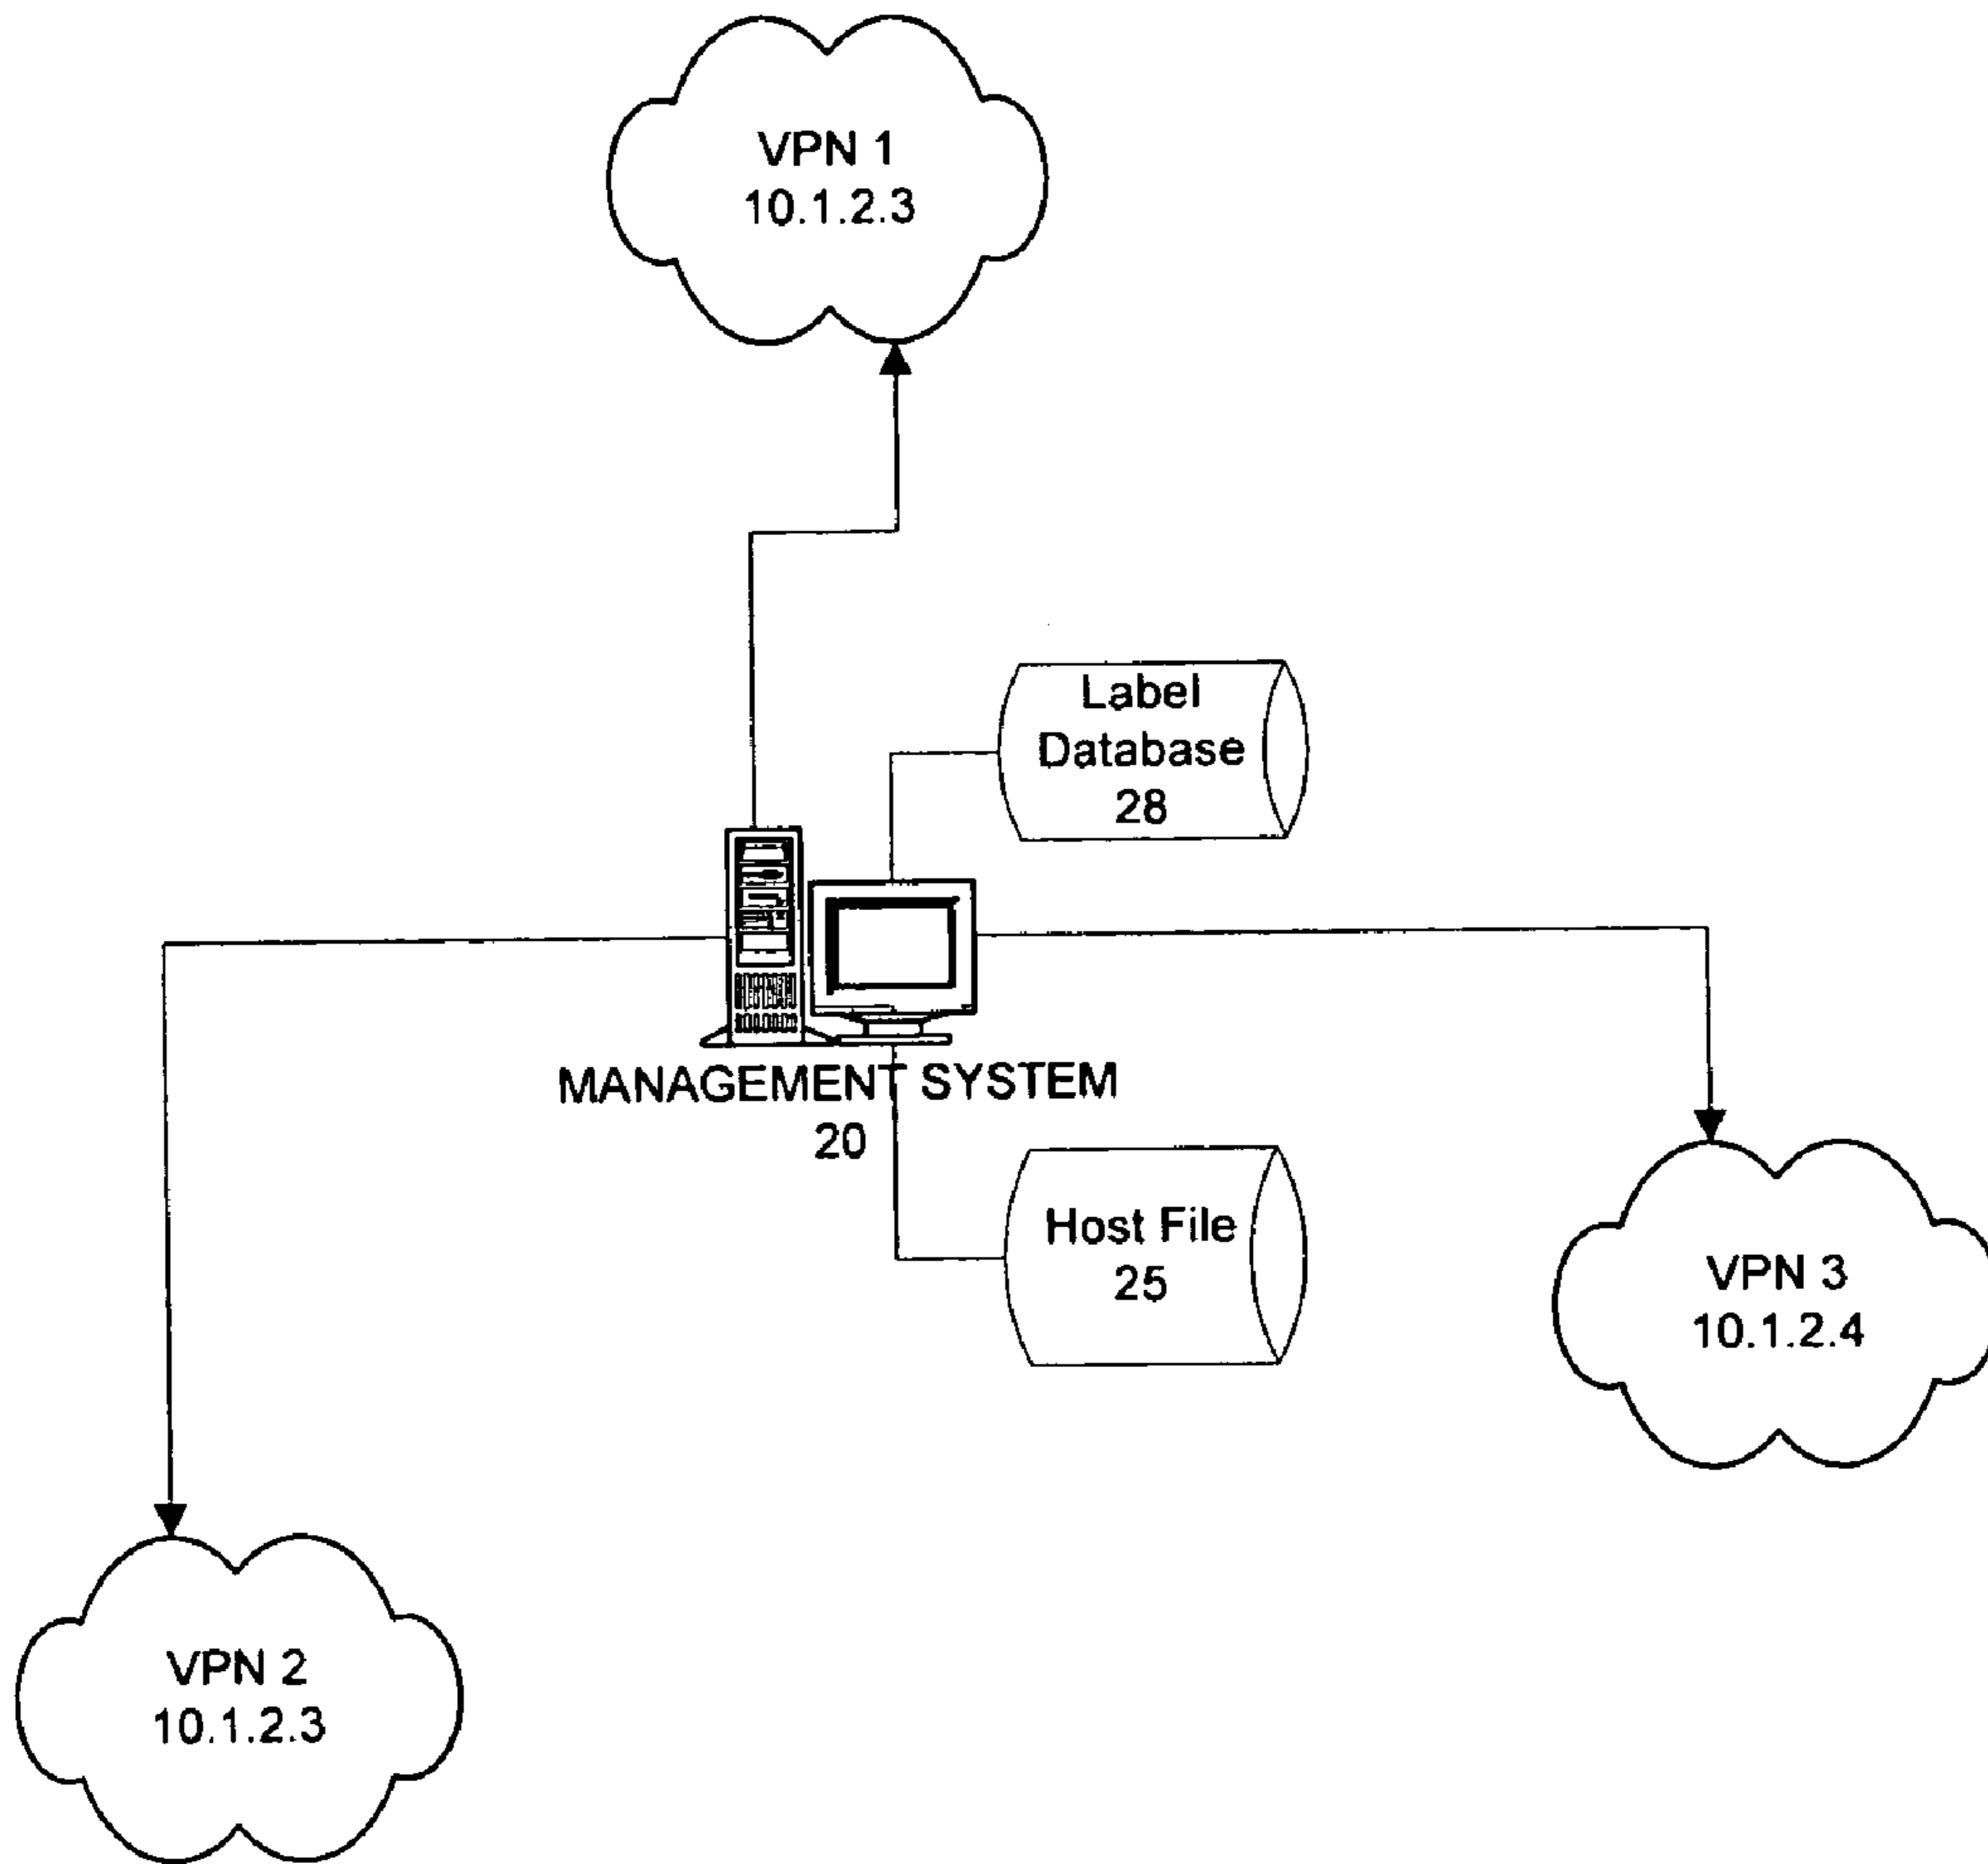 VPN 1
10.1.2.3
Label
Database
28
MANAGEMENT SYSTEM
20
Host File
25
VPN 3
10.1.2.4
VPN 2
10.1.2.3